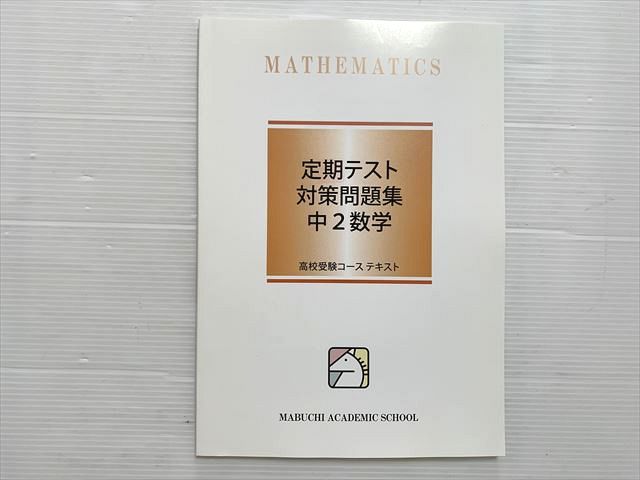 MATHEMATICS
定期テスト
対策問題集
中2数学
高校受験コース テキスト
MABUCHI ACADEMIC SCHOOL